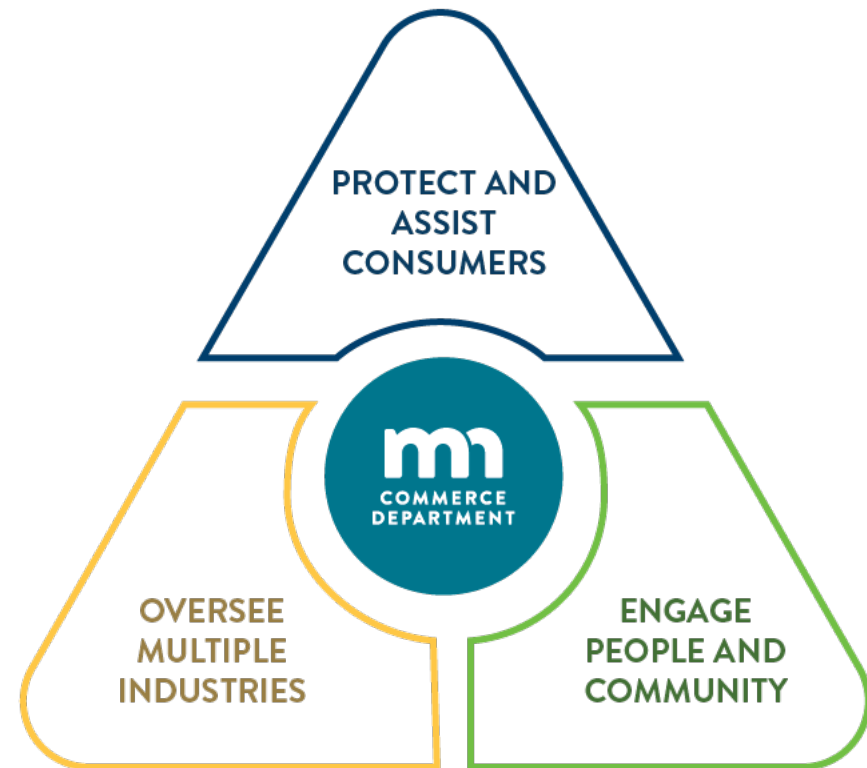 PROTECT AND
ASSIST
CONSUMERS
mn
COMMERCE
DEPARTMENT
OVERSEE
MULTIPLE
INDUSTRIES
ENGAGE
PEOPLE AND
COMMUNITY